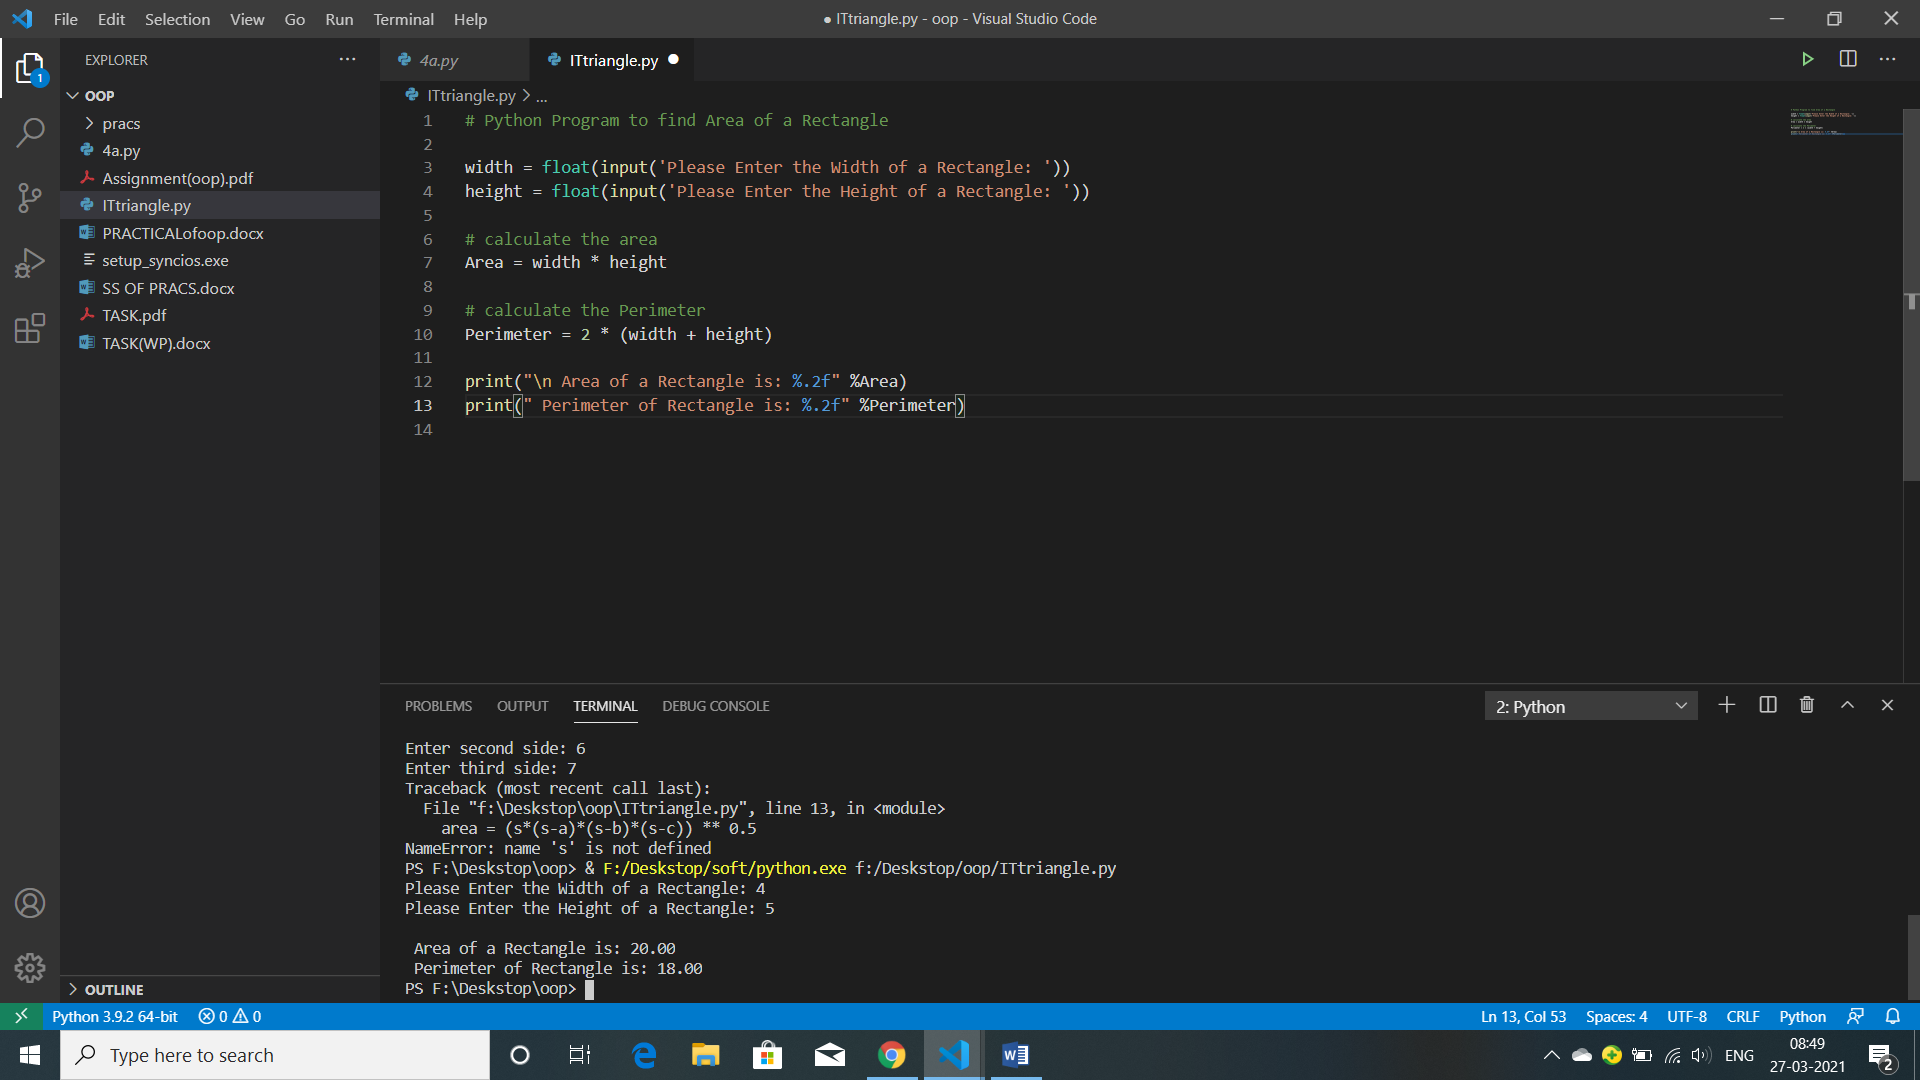 File Edit Selection View Go Run Terminal Help
● ITtriangle.py - oop - Visual Studio Code
EXPLORER
OOP
pracs
4a.py
Assignment(oop).pdf
ITtriangle.py
PRACTICALofoop.docx
setup_syncios.exe
SS OF PRACS.docx
TASK.pdf
TASK(WP).docx
OUTLINE
1
4a.py
ITtriangle.py ●
ITtriangle.py > ...
1 # Python Program to find Area of a Rectangle
2
3 width = float(input('Please Enter the Width of a Rectangle: '))
4 height = float(input('Please Enter the Height of a Rectangle: '))
5
6 # calculate the area
7 Area = width * height
8
9 # calculate the Perimeter
10 Perimeter = 2 * (width + height)
11
12 print("\n Area of a Rectangle is: %.2f" %Area)
13 print(" Perimeter of Rectangle is: %.2f" %Perimeter)
14
PROBLEMS OUTPUT TERMINAL DEBUG CONSOLE
2: Python
Enter second side: 6
Enter third side: 7
Traceback (most recent call last):
File "f:\Deskstop\oop\ITtriangle.py", line 13, in <module>
area = (s*(s-a)*(s-b)*(s-c)) ** 0.5
NameError: name 's' is not defined
PS F:\Deskstop\oop> & F:/Deskstop/soft/python.exe f:/Deskstop/oop/ITtriangle.py
Please Enter the Width of a Rectangle: 4
Please Enter the Height of a Rectangle: 5
Area of a Rectangle is: 20.00
Perimeter of Rectangle is: 18.00
PS F:\Deskstop\oop>
Python 3.9.2 64-bit 0 0
Ln 13, Col 53 Spaces: 4 UTF-8 CRLF Python
Type here to search
ENG
08:49
27-03-2021
2